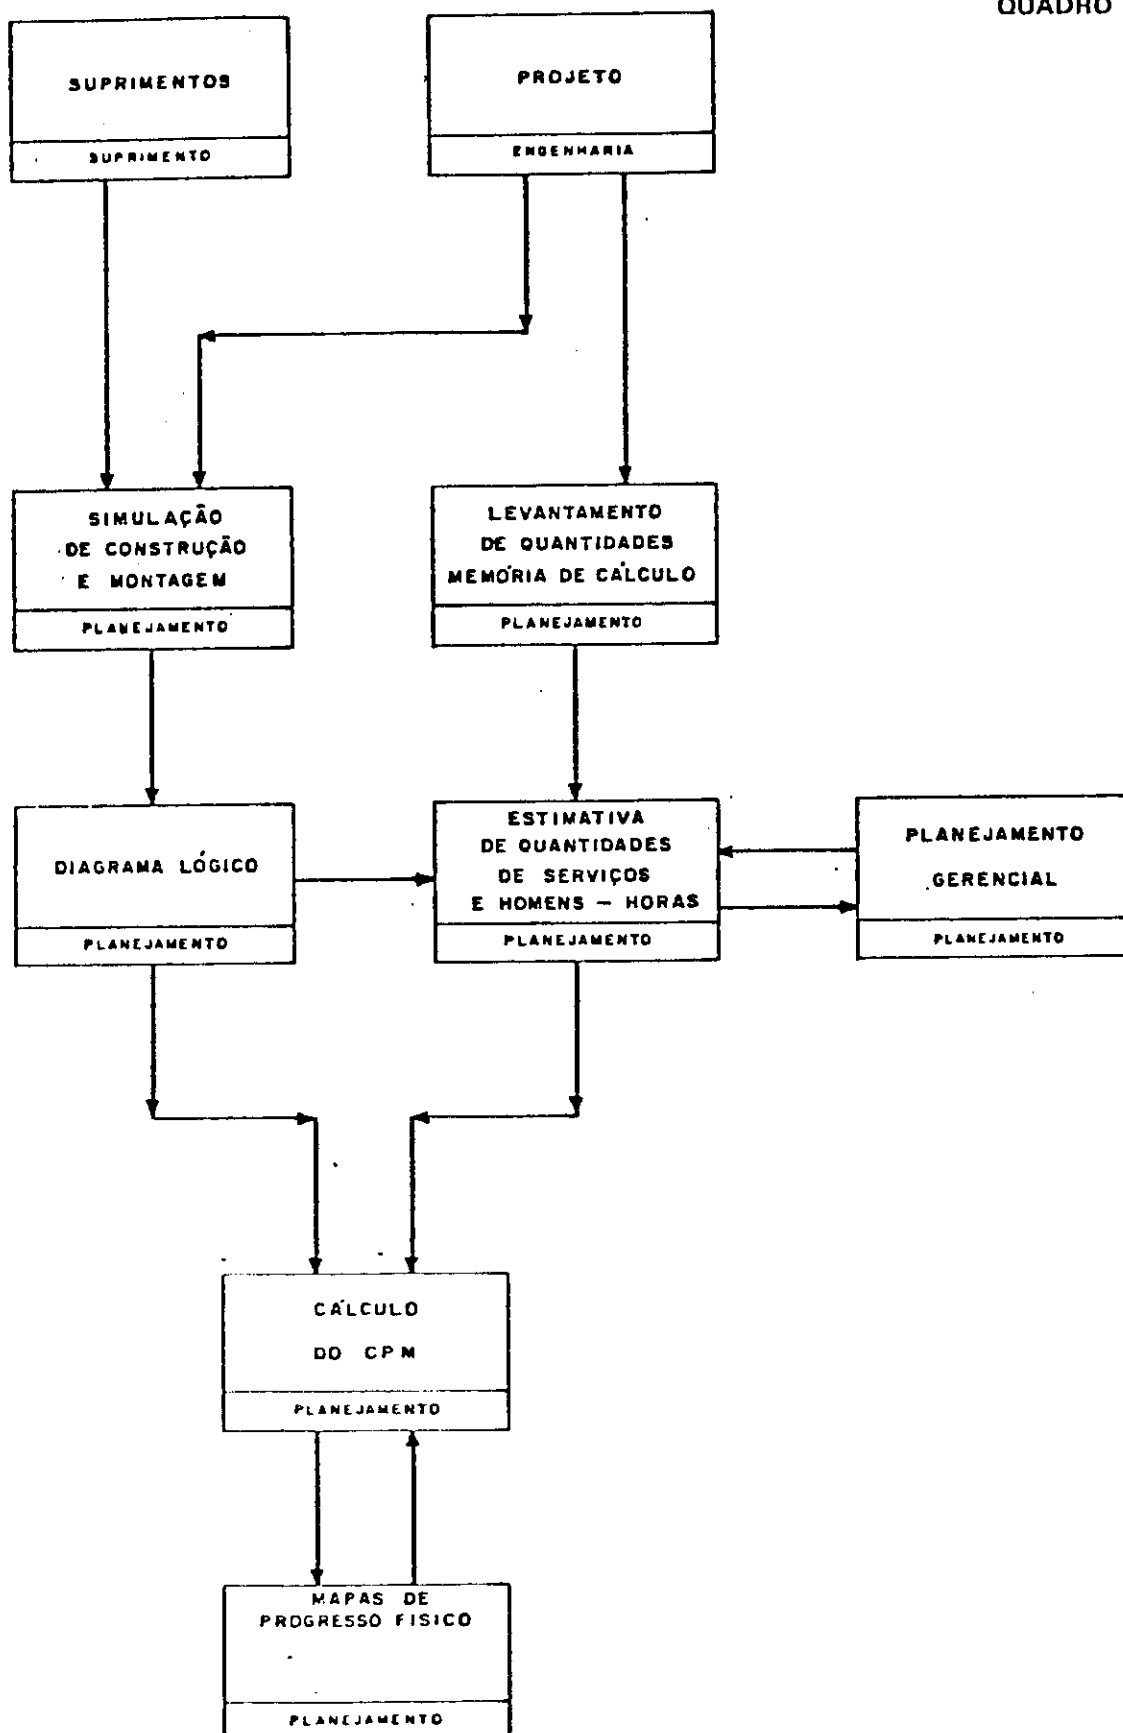 QUADRO
SUPRIMENTOS
SUPRIMENTO
PROJETO
ENGENHARIA
SIMULAÇÃO
DE CONSTRUÇÃO
E MONTAGEM
PLANEJAMENTO
LEVANTAMENTO
DE QUANTIDADES
MEMÓRIA DE CÁLCULO
PLANEJAMENTO
DIAGRAMA LÓGICO
PLANEJAMENTO
ESTIMATIVA
DE QUANTIDADES
DE SERVIÇOS
E HOMENS — HORAS
PLANEJAMENTO
PLANEJAMENTO
GERENCIAL
PLANEJAMENTO
CÁLCULO
DO CPM
PLANEJAMENTO
MAPAS DE
PROGRESSO FISICO
PLANEJAMENTO